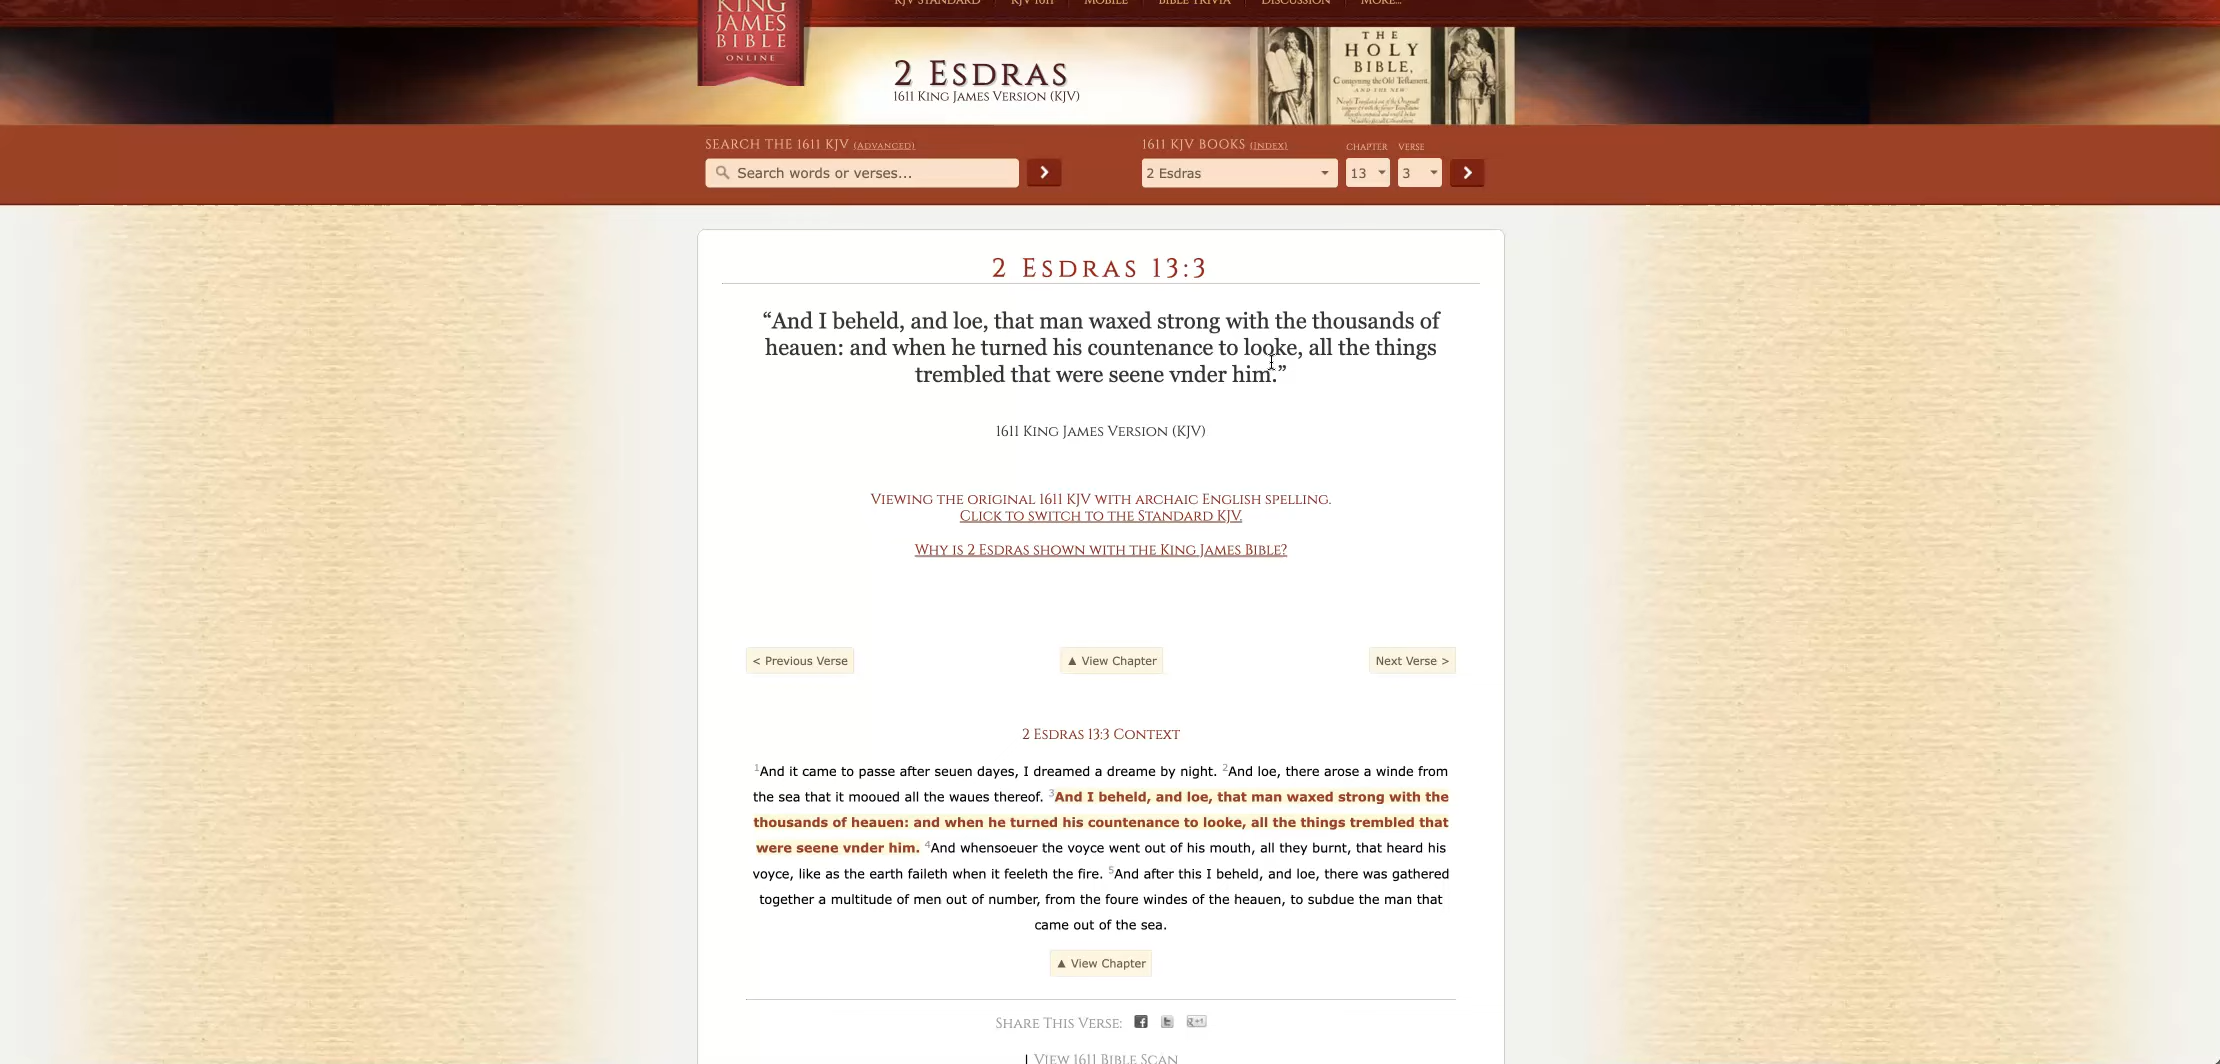 KING
JAMES
BIBLE
ONLINE
KJV STANDARD
KJV 1611
MOBILE
BIBLE TRIVIA
DISCUSSION
MORE...
2 ESDRAS
1611 KING JAMES VERSION (KJV)
THE
HOLY
BIBLE,
AND THE NEW
SEARCH THE 1611 KJV (ADVANCED)
1611 KJV BOOKS (INDEX)
CHAPTER
VERSE
Search words or verses...
2 Esdras
13
3
2 ESDRAS 13:3
“And I beheld, and loe, that man waxed strong with the thousands of
heauen: and when he turned his countenance to looke, all the things
trembled that were seene vnder him.”
1611 KING JAMES VERSION (KJV)
VIEWING THE ORIGINAL 1611 KJV WITH ARCHAIC ENGLISH SPELLING.
CLICK TO SWITCH TO THE STANDARD KJV.
WHY IS 2 ESDRAS SHOWN WITH THE KING JAMES BIBLE?
< Previous Verse
▲ View Chapter
Next Verse >
2 ESDRAS 13:3 CONTEXT
1And it came to passe after seuen dayes, I dreamed a dreame by night. 2And loe, there arose a winde from
the sea that it mooued all the waues thereof. 3And I beheld, and loe, that man waxed strong with the
thousands of heauen: and when he turned his countenance to looke, all the things trembled that
were seene vnder him. 4And whensoeuer the voyce went out of his mouth, all they burnt, that heard his
voyce, like as the earth faileth when it feeleth the fire. 5And after this I beheld, and loe, there was gathered
together a multitude of men out of number, from the foure windes of the heauen, to subdue the man that
came out of the sea.
▲ View Chapter
SHARE THIS VERSE:
VIEW 1611 BIBLE SCAN